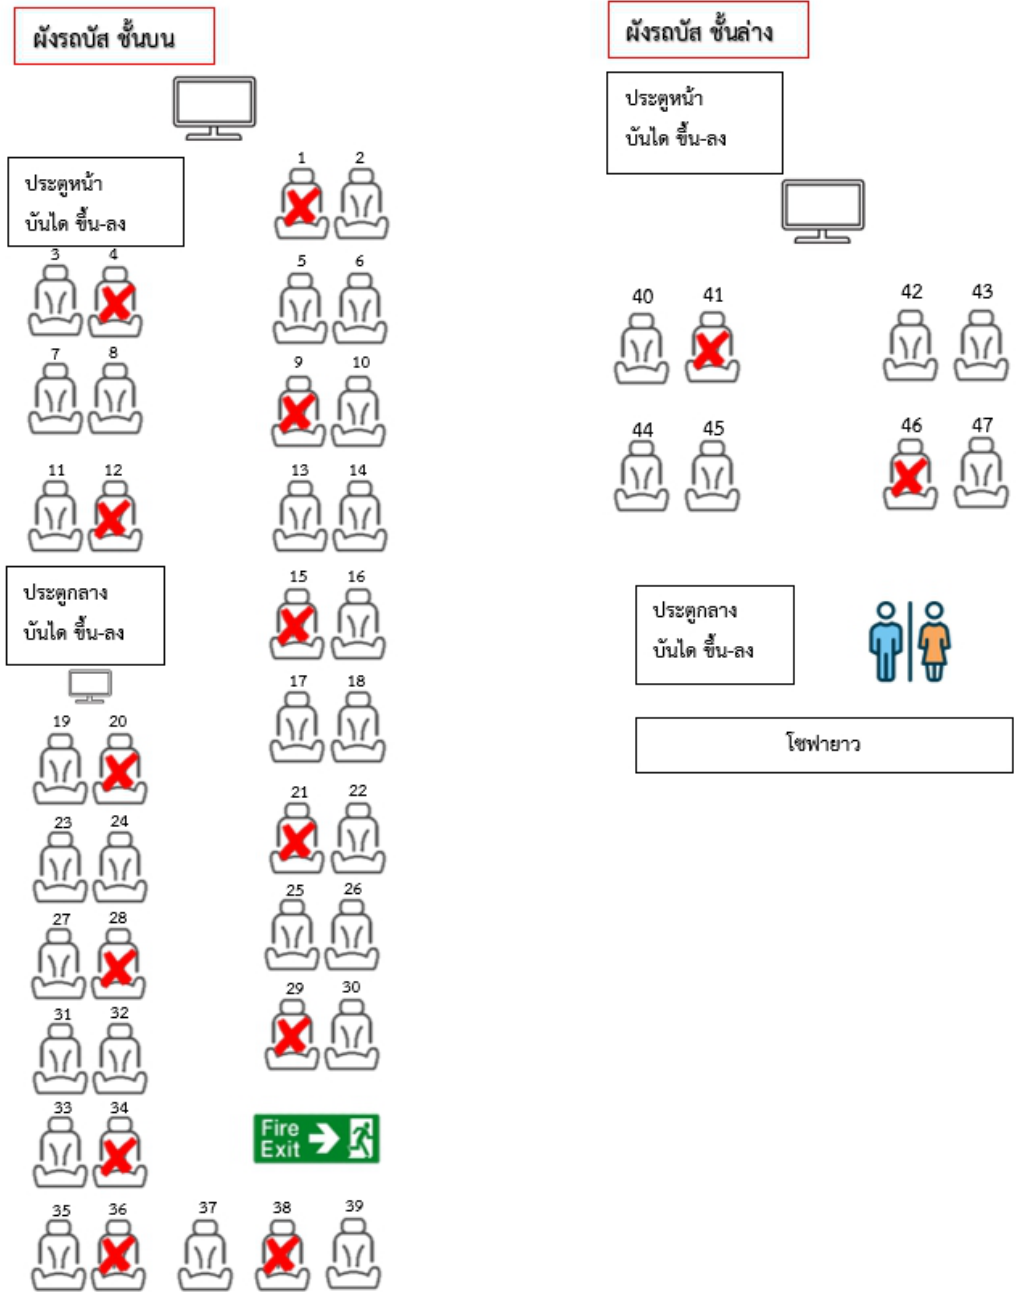 ผังรถบัส ชั้นบน
ประตูหน้า
บันได ขึ้น-ลง
1 2
3 4
5 6
7 8
9 10
11 12
13 14
ประตูกลาง
บันได ขึ้น-ลง
15 16
17 18
19 20
21 22
23 24
25 26
27 28
29 30
31 32
33 34
Fire
Exit
35 36 37 38 39
ผังรถบัส ชั้นล่าง
ประตูหน้า
บันได ขึ้น-ลง
40 41 42 43
44 45 46 47
ประตูกลาง
บันได ขึ้น-ลง
โซฟายาว